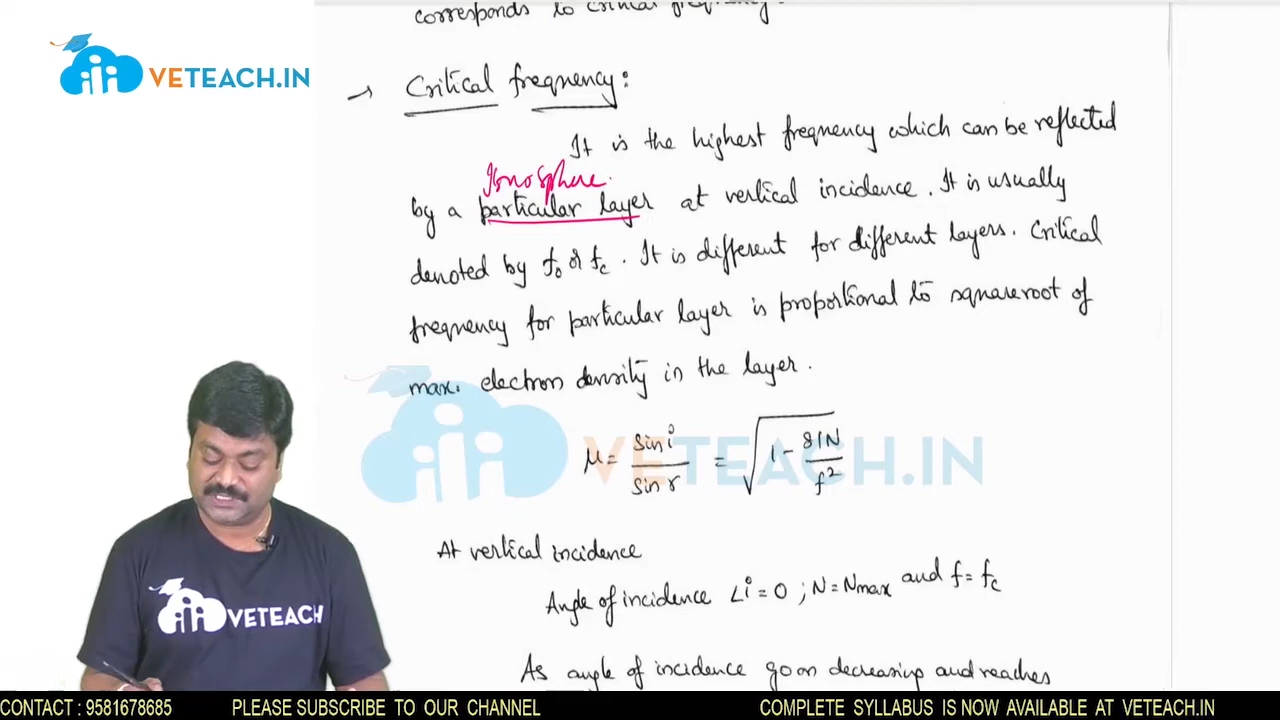 corresponds to critical frequency.
VETEACH.IN
→ Critical frequency:
It is the highest frequency which can be reflected
Ionosphere.
by a particular layer at vertical incidence. It is usually
denoted by f₀ or fc. It is different for different layers. Critical
frequency for particular layer is proportional to squareroot of
max. electron density in the layer.
VETEACH.IN
μ = sin i / sin r = √(1 - 81N / f²)
At vertical incidence
Angle of incidence ∠i = 0 ; N = Nmax and f = fc
VETEACH
As angle of incidence go on decreasing and reaches
CONTACT : 9581678685 PLEASE SUBSCRIBE TO OUR CHANNEL COMPLETE SYLLABUS IS NOW AVAILABLE AT VETEACH.IN